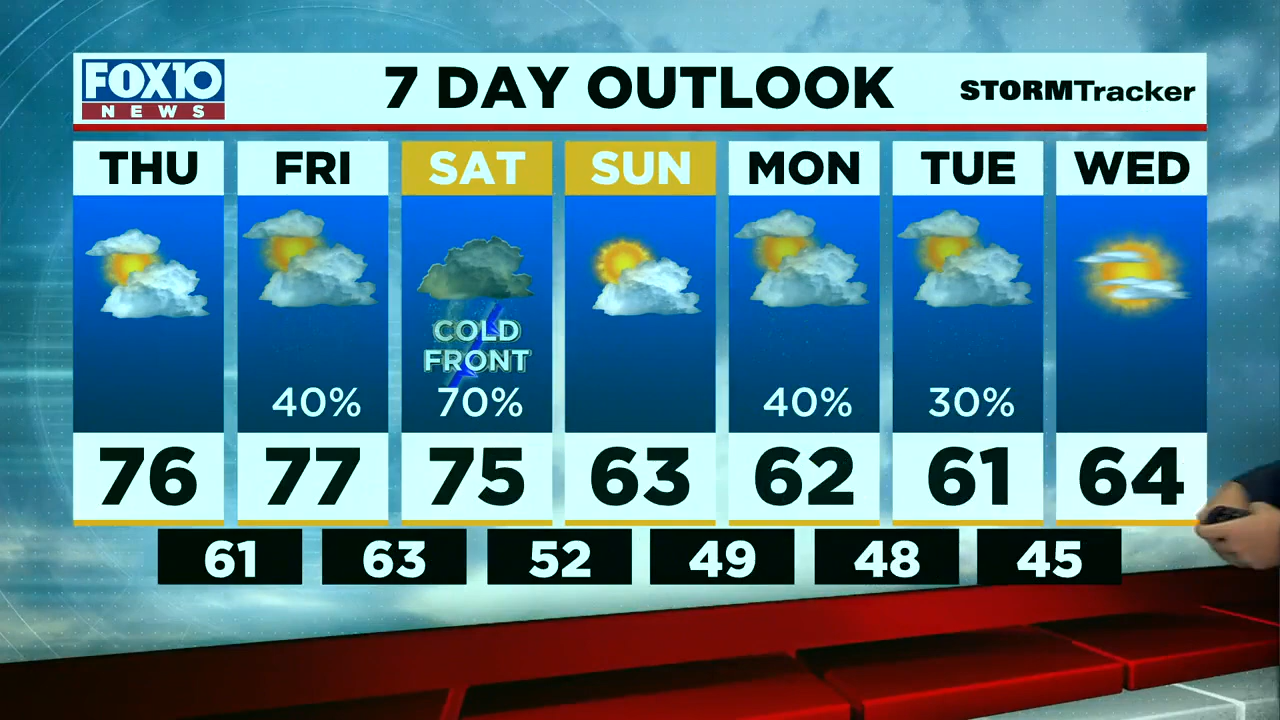 FOX10
NEWS
7 DAY OUTLOOK
STORMTracker
THU FRI SAT SUN MON TUE WED
COLD
FRONT
40% 70% 40% 30%
76 77 75 63 62 61 64
61 63 52 49 48 45